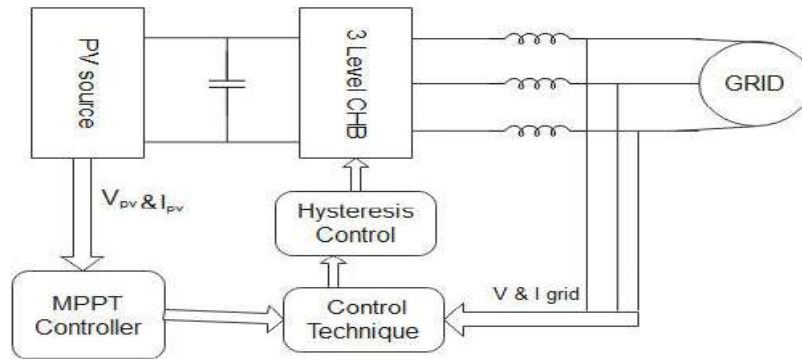 PV source
3 Level CHB
GRID
Vpv & Ipv
Hysteresis
Control
V & I grid
MPPT
Controller
Control
Technique